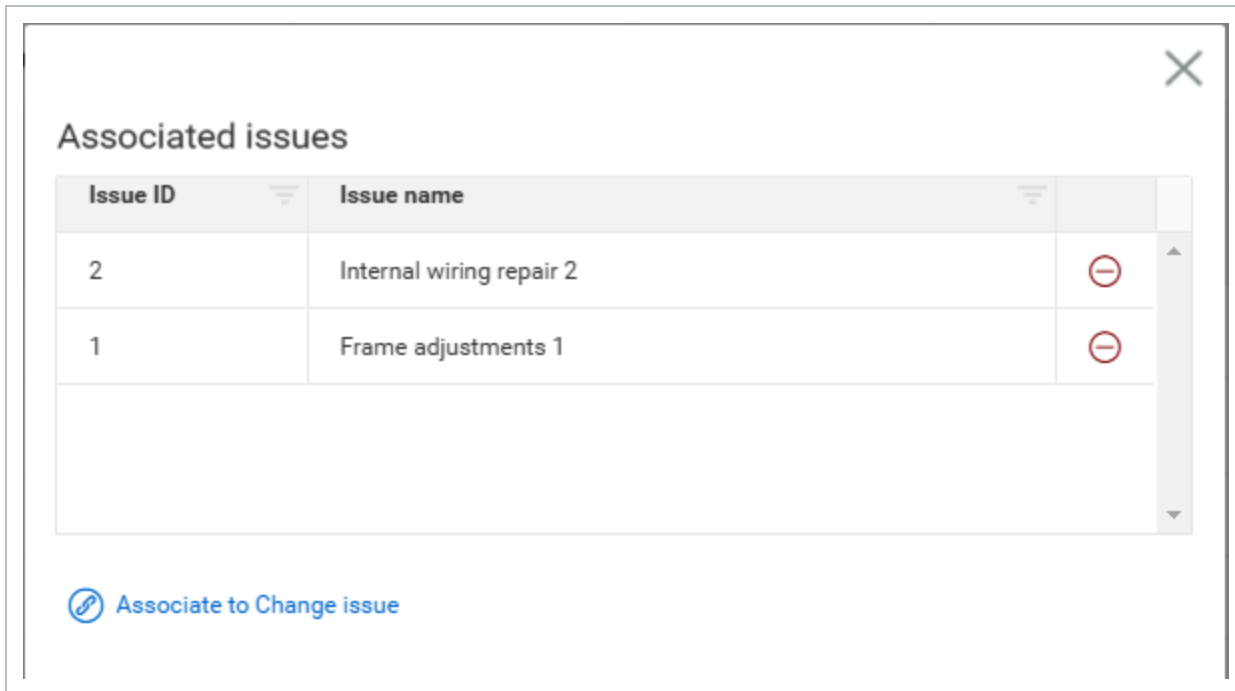 Associated issues
Issue ID Issue name
2 Internal wiring repair 2
1 Frame adjustments 1
Associate to Change issue